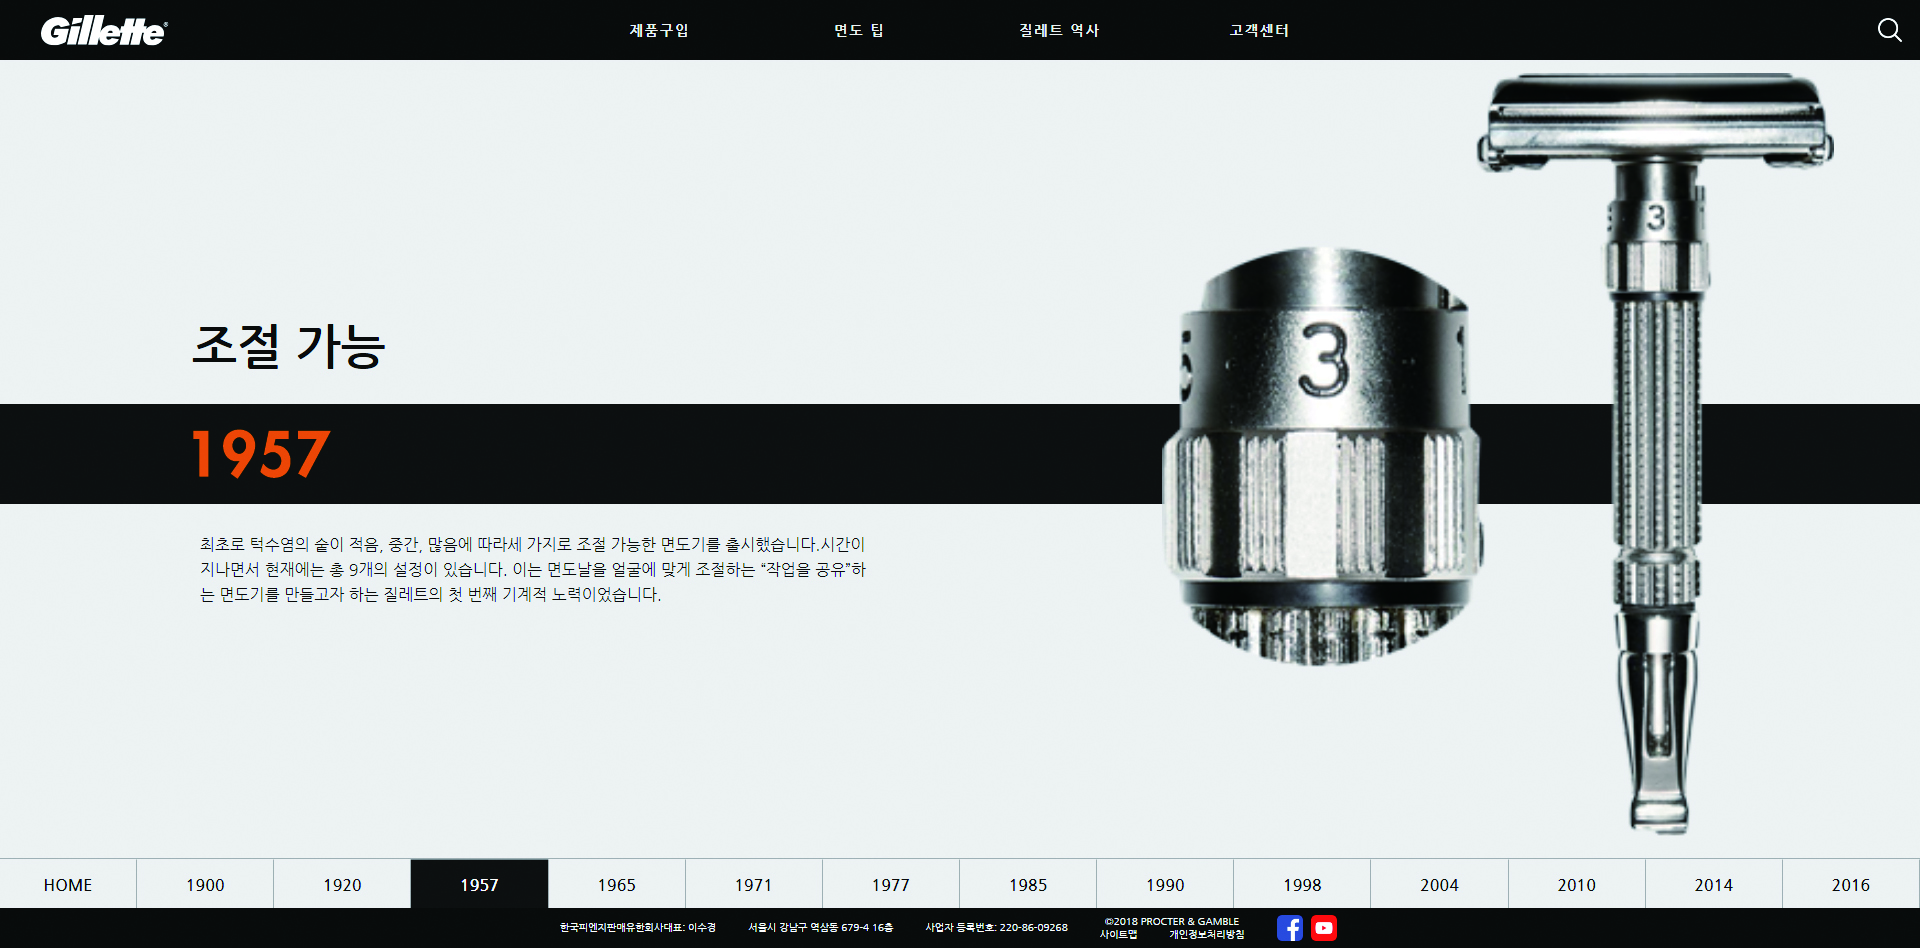 Gillette®
제품구입 면도 팁 질레트 역사 고객센터
3
5 3 1
조절 가능
1957
최초로 턱수염의 숱이 적음, 중간, 많음에 따라세 가지로 조절 가능한 면도기를 출시했습니다.시간이
지나면서 현재에는 총 9개의 설정이 있습니다. 이는 면도날을 얼굴에 맞게 조절하는 “작업을 공유”하
는 면도기를 만들고자 하는 질레트의 첫 번째 기계적 노력이었습니다.
HOME 1900 1920 1957 1965 1971 1977 1985 1990 1998 2004 2010 2014 2016
한국피엔지판매유한회사대표: 이수경 서울시 강남구 역삼동 679-4 16층 사업자 등록번호: 220-86-09268
©2018 PROCTER & GAMBLE
사이트맵 개인정보처리방침